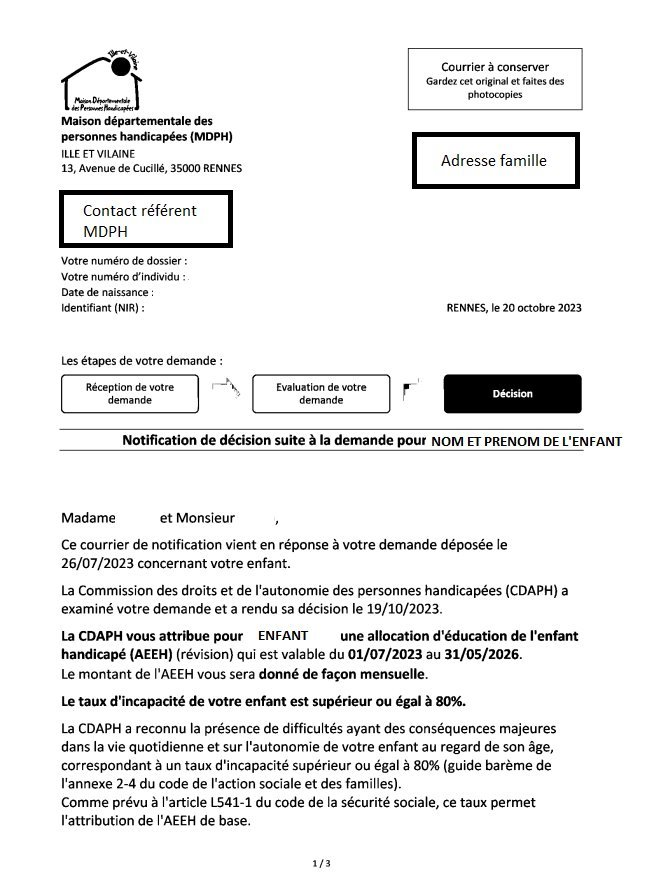 Ille-et-Vilaine
Maison Départementale
des Personnes Handicapées
Maison départementale des
personnes handicapées (MDPH)
ILLE ET VILAINE
13, Avenue de Cucillé, 35000 RENNES
Courrier à conserver
Gardez cet original et faites des
photocopies
Adresse famille
Contact référent
MDPH
Votre numéro de dossier :
Votre numéro d'individu :
Date de naissance :
Identifiant (NIR) :
RENNES, le 20 octobre 2023
Les étapes de votre demande :
Réception de votre
demande
Evaluation de votre
demande
Décision
Notification de décision suite à la demande pour NOM ET PRENOM DE L'ENFANT
Madame et Monsieur ,
Ce courrier de notification vient en réponse à votre demande déposée le
26/07/2023 concernant votre enfant.
La Commission des droits et de l'autonomie des personnes handicapées (CDAPH) a
examiné votre demande et a rendu sa décision le 19/10/2023.
La CDAPH vous attribue pour ENFANT une allocation d'éducation de l'enfant
handicapé (AEEH) (révision) qui est valable du 01/07/2023 au 31/05/2026.
Le montant de l'AEEH vous sera donné de façon mensuelle.
Le taux d'incapacité de votre enfant est supérieur ou égal à 80%.
La CDAPH a reconnu la présence de difficultés ayant des conséquences majeures
dans la vie quotidienne et sur l'autonomie de votre enfant au regard de son âge,
correspondant à un taux d'incapacité supérieur ou égal à 80% (guide barème de
l'annexe 2-4 du code de l'action sociale et des familles).
Comme prévu à l'article L541-1 du code de la sécurité sociale, ce taux permet
l'attribution de l'AEEH de base.
1 / 3